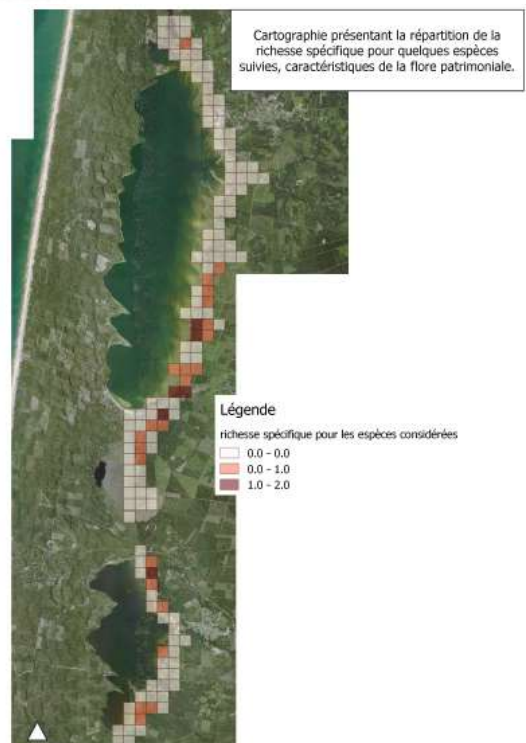 Cartographie présentant la répartition de la
richesse spécifique pour quelques espèces
suivies, caractéristiques de la flore patrimoniale.
Légende
richesse spécifique pour les espèces considérées
0.0 - 0.0
0.0 - 1.0
1.0 - 2.0